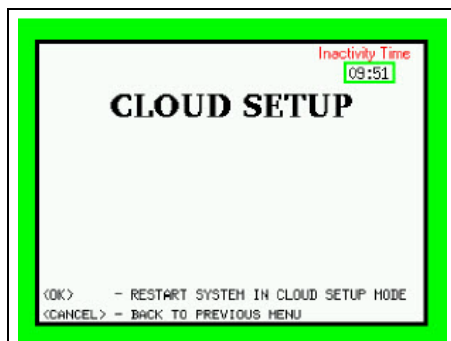 Inactivity Time
09:51
CLOUD SETUP
<OK> - RESTART SYSTEM IN CLOUD SETUP MODE
<CANCEL> - BACK TO PREVIOUS MENU